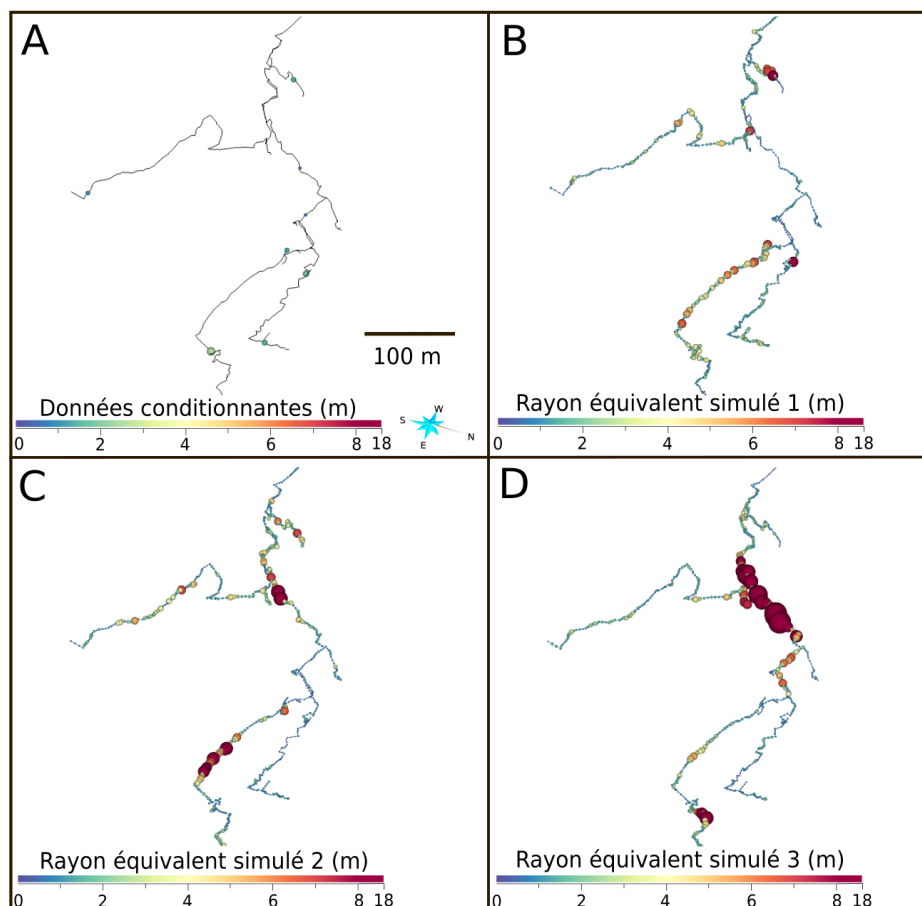 A
B
S
W
E
N
100 m
Données conditionnantes (m)
0 2 4 6 8 18
Rayon équivalent simulé 1 (m)
0 2 4 6 8 18
C
D
Rayon équivalent simulé 2 (m)
0 2 4 6 8 18
Rayon équivalent simulé 3 (m)
0 2 4 6 8 18